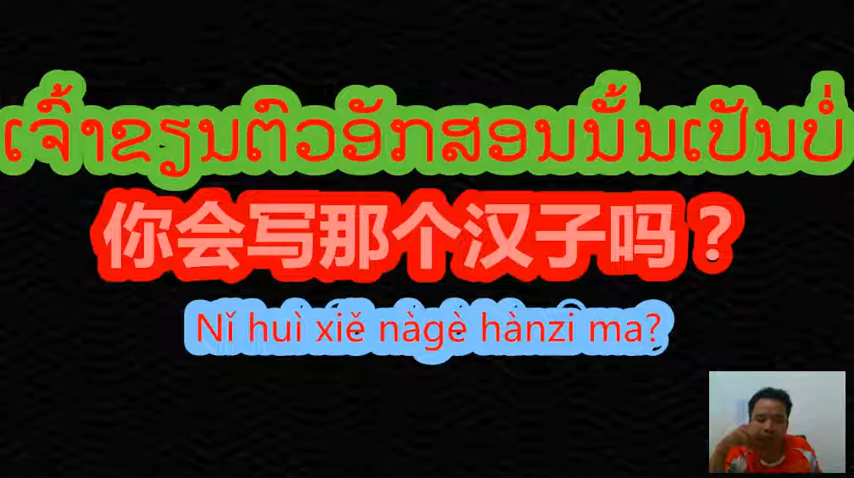 ເຈົ້າຂຽນຕົວອັກສອນນັ້ນເປັນບໍ່
你会写那个汉子吗？
Nǐ huì xiě nàgè hànzi ma?